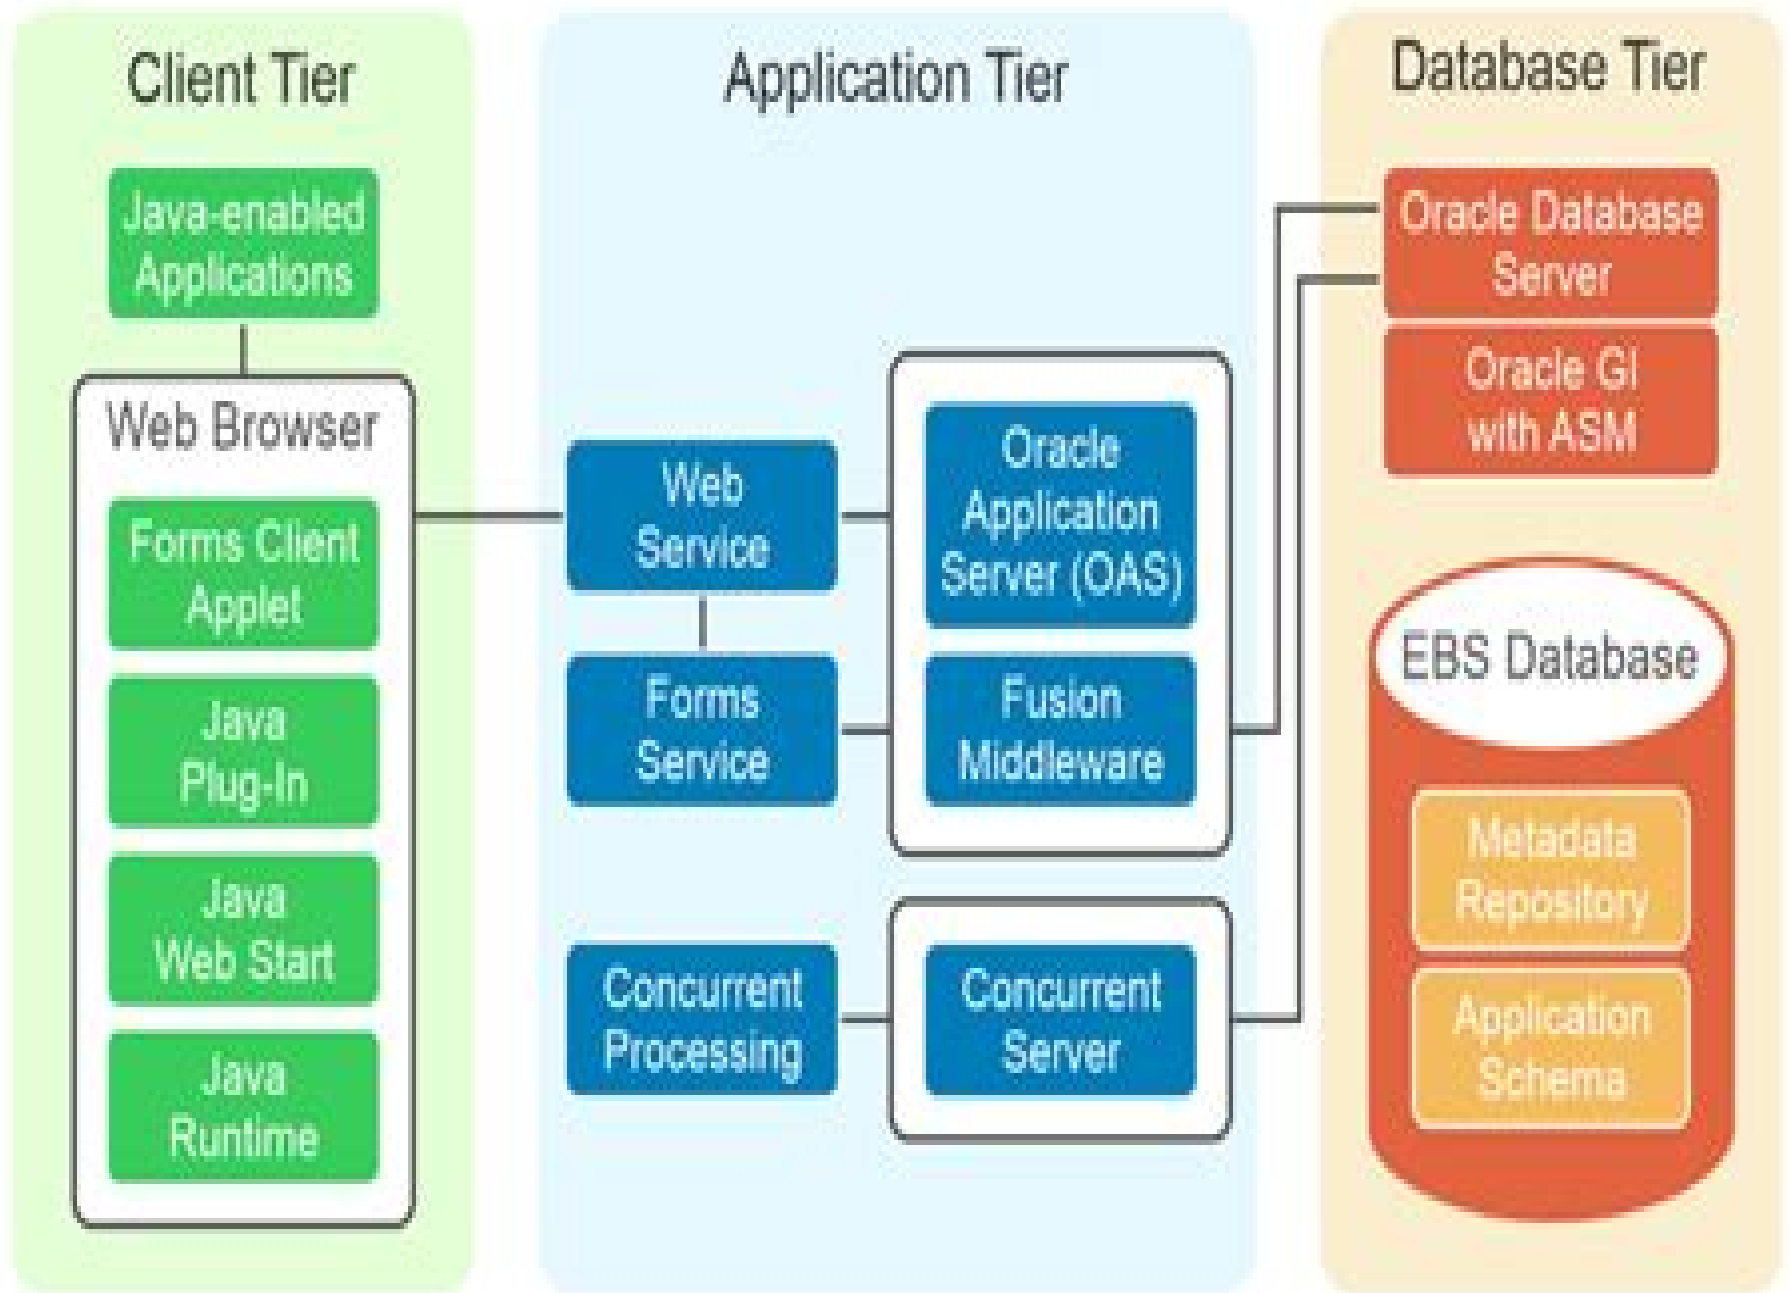 Client Tier
Java-enabled
Applications
Web Browser
Forms Client
Applet
Java
Plug-In
Java
Web Start
Java
Runtime
Application Tier
Web
Service
Forms
Service
Concurrent
Processing
Oracle
Application
Server (OAS)
Fusion
Middleware
Concurrent
Server
Database Tier
Oracle Database
Server
Oracle GI
with ASM
EBS Database
Metadata
Repository
Application
Schema